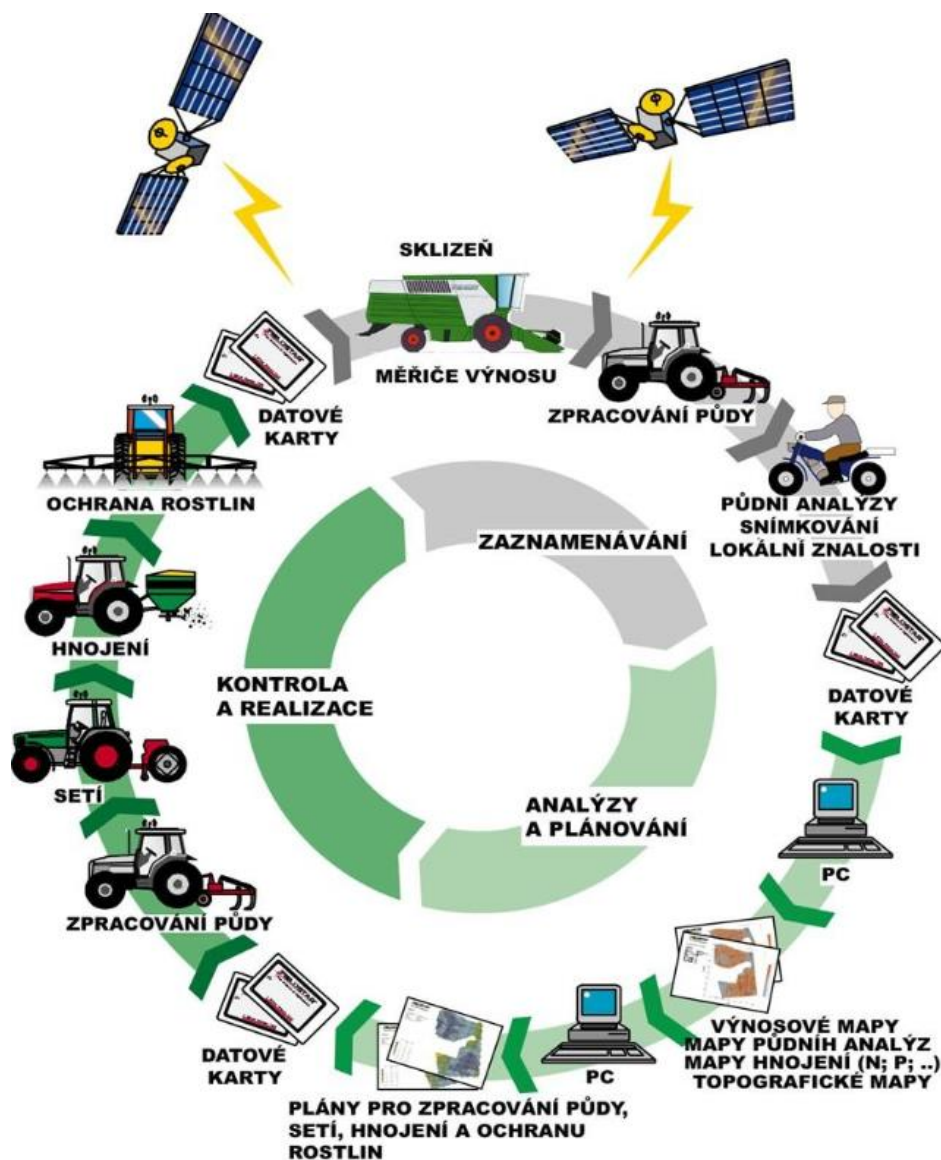 SKLIZEŇ
MĚŘIČE VÝNOSU
ZPRACOVÁNÍ PŮDY
PŮDNÍ ANALÝZY
SNÍMKOVÁNÍ
LOKÁLNÍ ZNALOSTI
DATOVÉ
KARTY
PC
VÝNOSOVÉ MAPY
MAPY PŮDNÍH ANALÝZ
MAPY HNOJENÍ (N; P; ..)
TOPOGRAFICKÉ MAPY
PC
PLÁNY PRO ZPRACOVÁNÍ PŮDY,
SETÍ, HNOJENÍ A OCHRANU
ROSTLIN
DATOVÉ
KARTY
ZPRACOVÁNÍ PŮDY
SETÍ
HNOJENÍ
OCHRANA ROSTLIN
DATOVÉ
KARTY
ZAZNAMENÁVÁNÍ
ANALÝZY
A PLÁNOVÁNÍ
KONTROLA
A REALIZACE